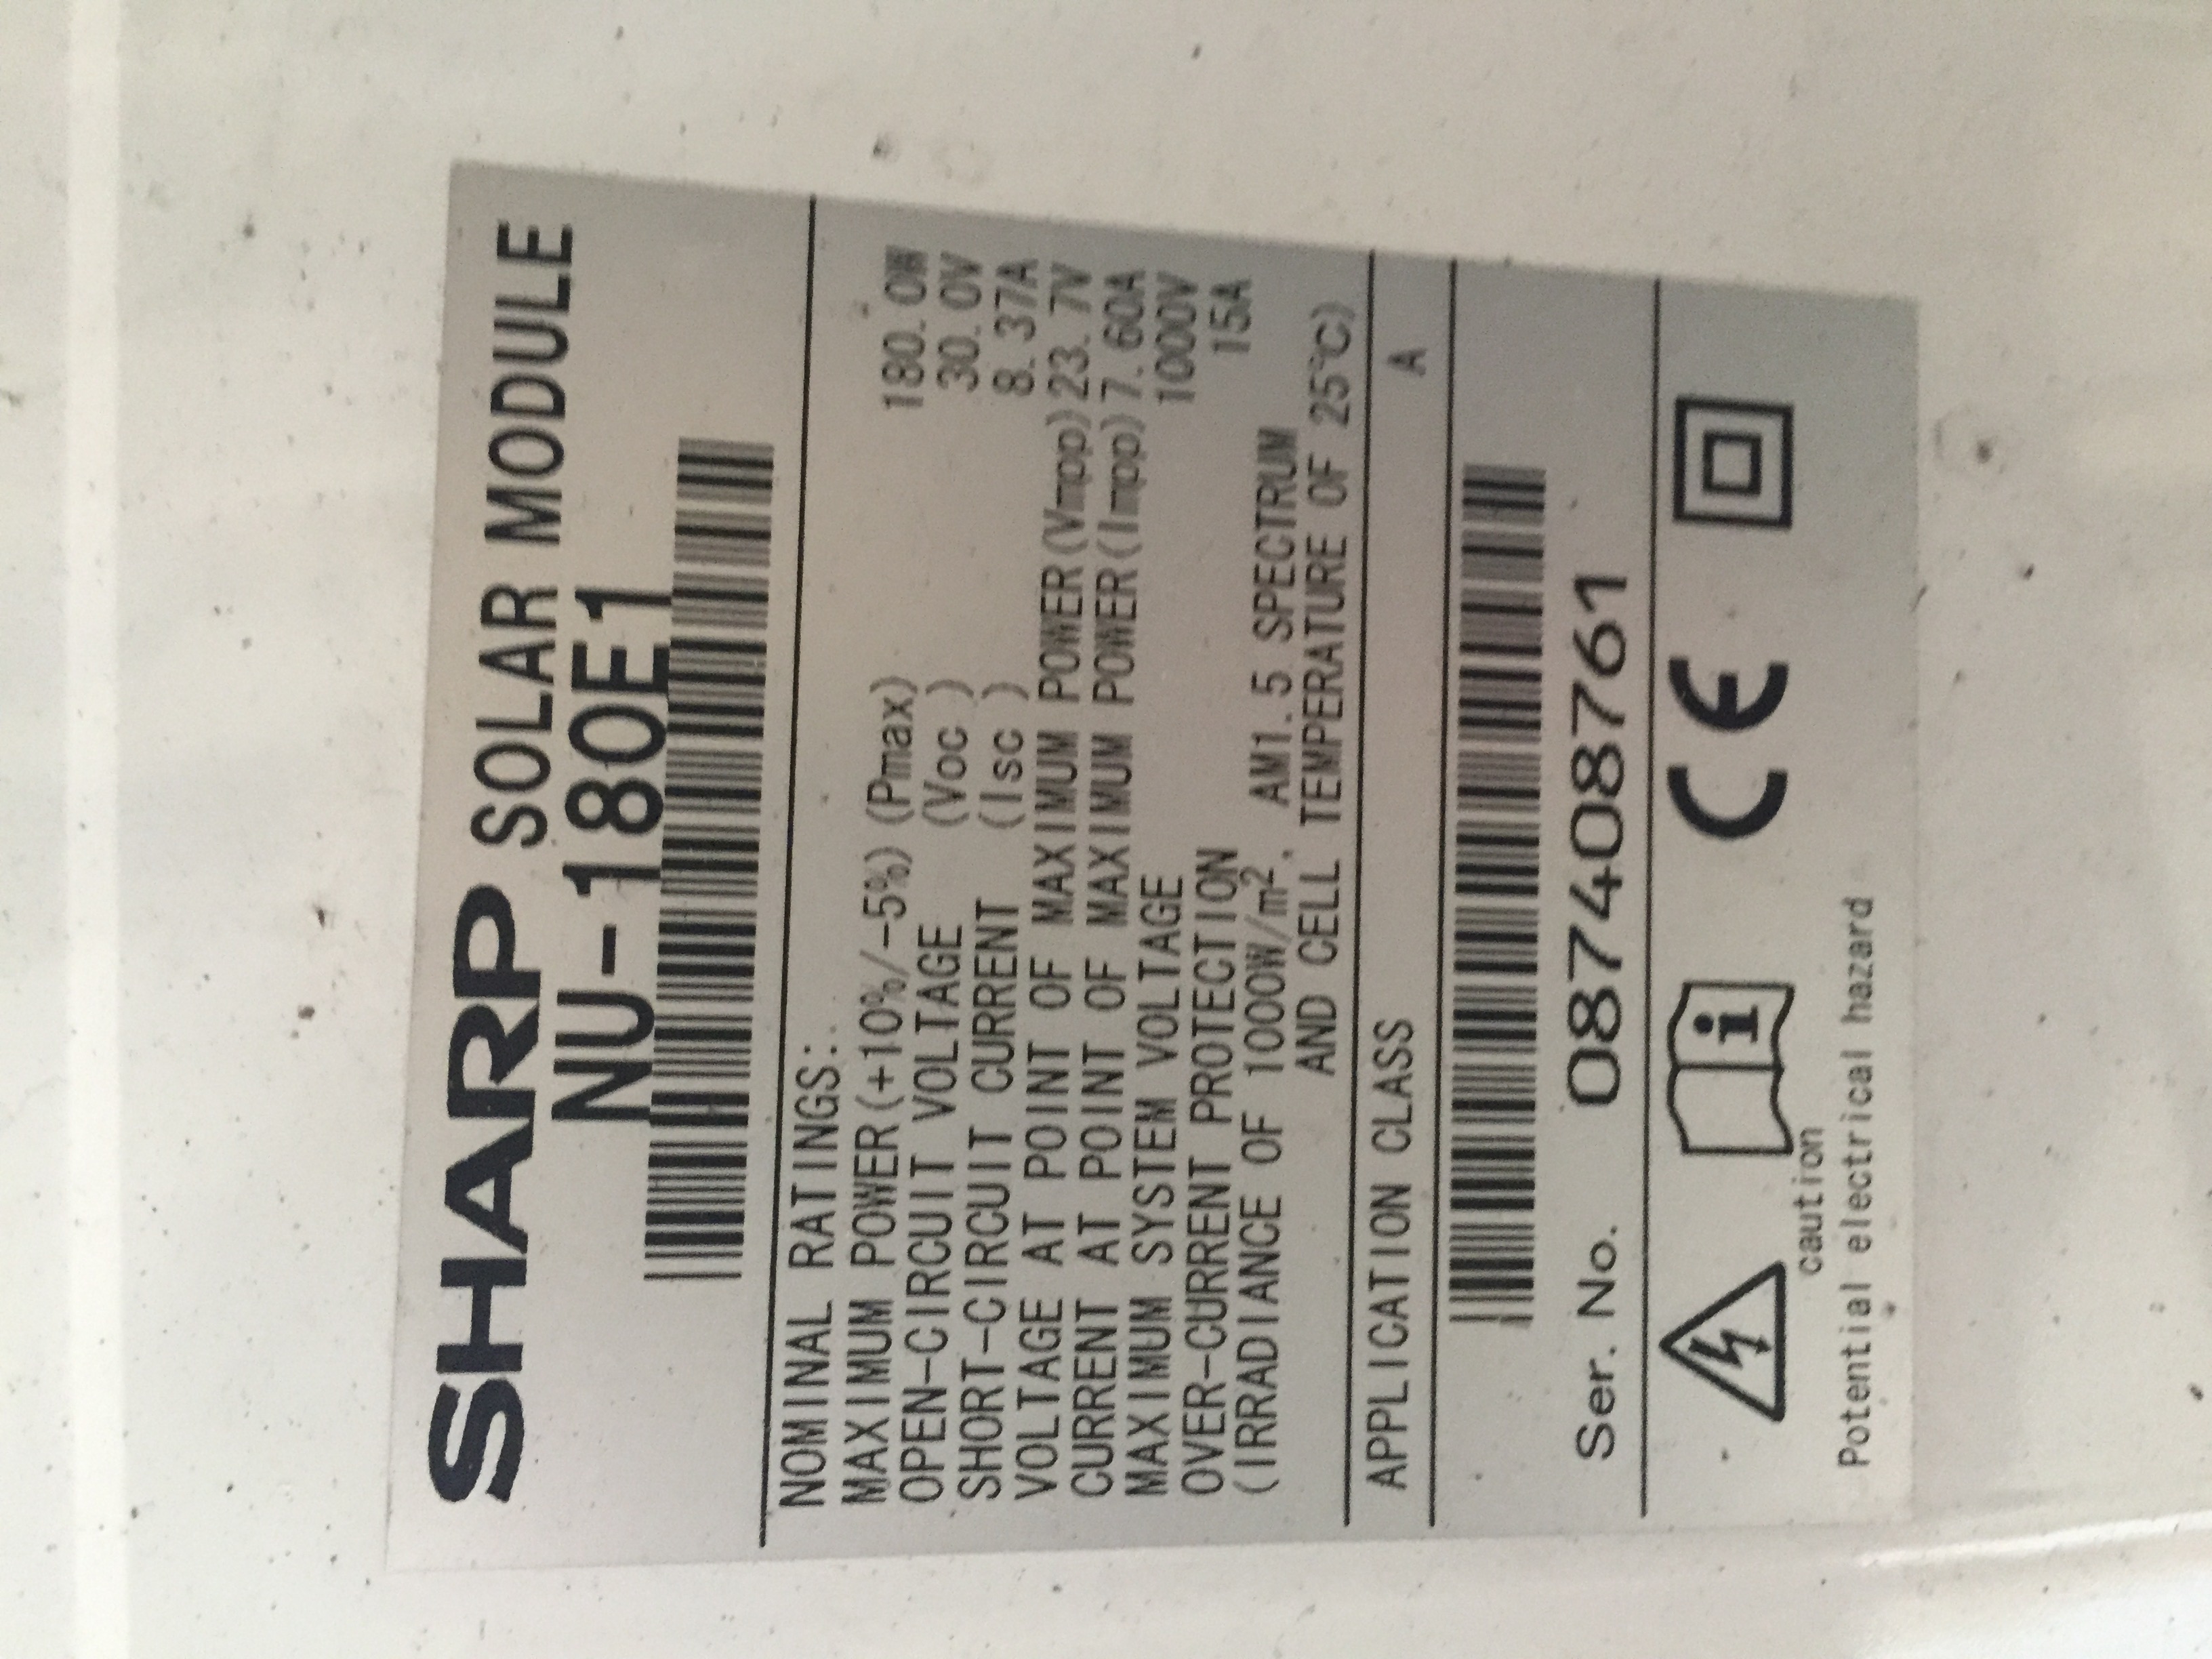 SHARP SOLAR MODULE
NU-180E1
NOMINAL RATINGS:
MAXIMUM POWER(+10%/-5%) (Pmax) 180.0W
OPEN-CIRCUIT VOLTAGE (Voc ) 30.0V
SHORT-CIRCUIT CURRENT (Isc ) 8.37A
VOLTAGE AT POINT OF MAXIMUM POWER(Vmpp)23.7V
CURRENT AT POINT OF MAXIMUM POWER(Impp)7.60A
MAXIMUM SYSTEM VOLTAGE 1000V
OVER-CURRENT PROTECTION 15A
(IRRADIANCE OF 1000W/m², AM1.5 SPECTRUM
AND CELL TEMPERATURE OF 25℃)
APPLICATION CLASS A
Ser. No. 087408761
CE
caution
Potential electrical hazard